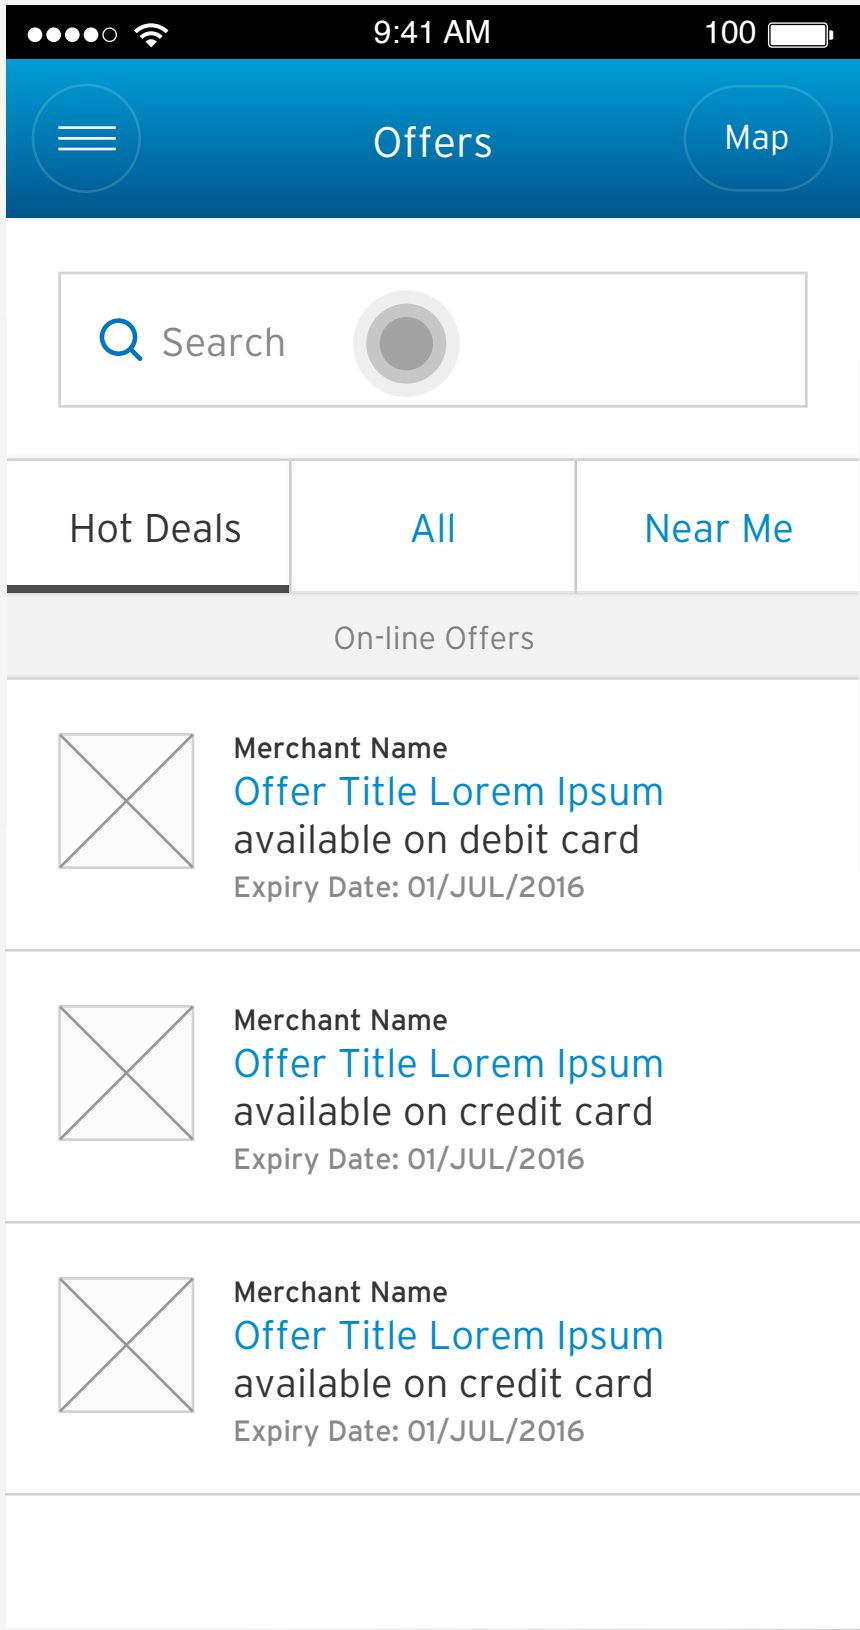 9:41 AM
100
Offers
Map
Search
Hot Deals
All
Near Me
On-line Offers
Merchant Name
Offer Title Lorem Ipsum
available on debit card
Expiry Date: 01/JUL/2016
Merchant Name
Offer Title Lorem Ipsum
available on credit card
Expiry Date: 01/JUL/2016
Merchant Name
Offer Title Lorem Ipsum
available on credit card
Expiry Date: 01/JUL/2016